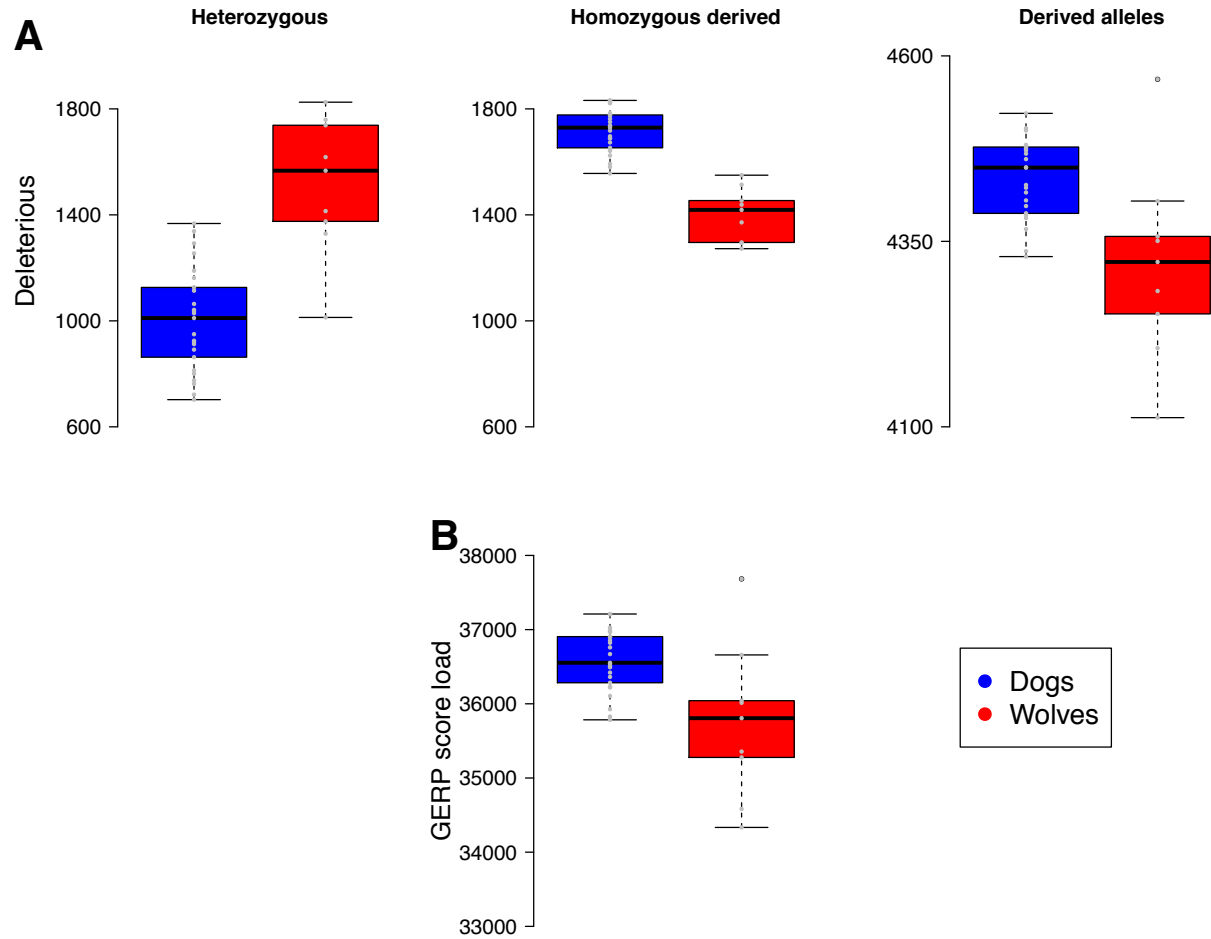 A
Heterozygous
Homozygous derived
Derived alleles
Deleterious
1800
1400
1000
600
1800
1400
1000
600
4600
4350
4100
B
GERP score load
38000
37000
36000
35000
34000
33000
Dogs
Wolves